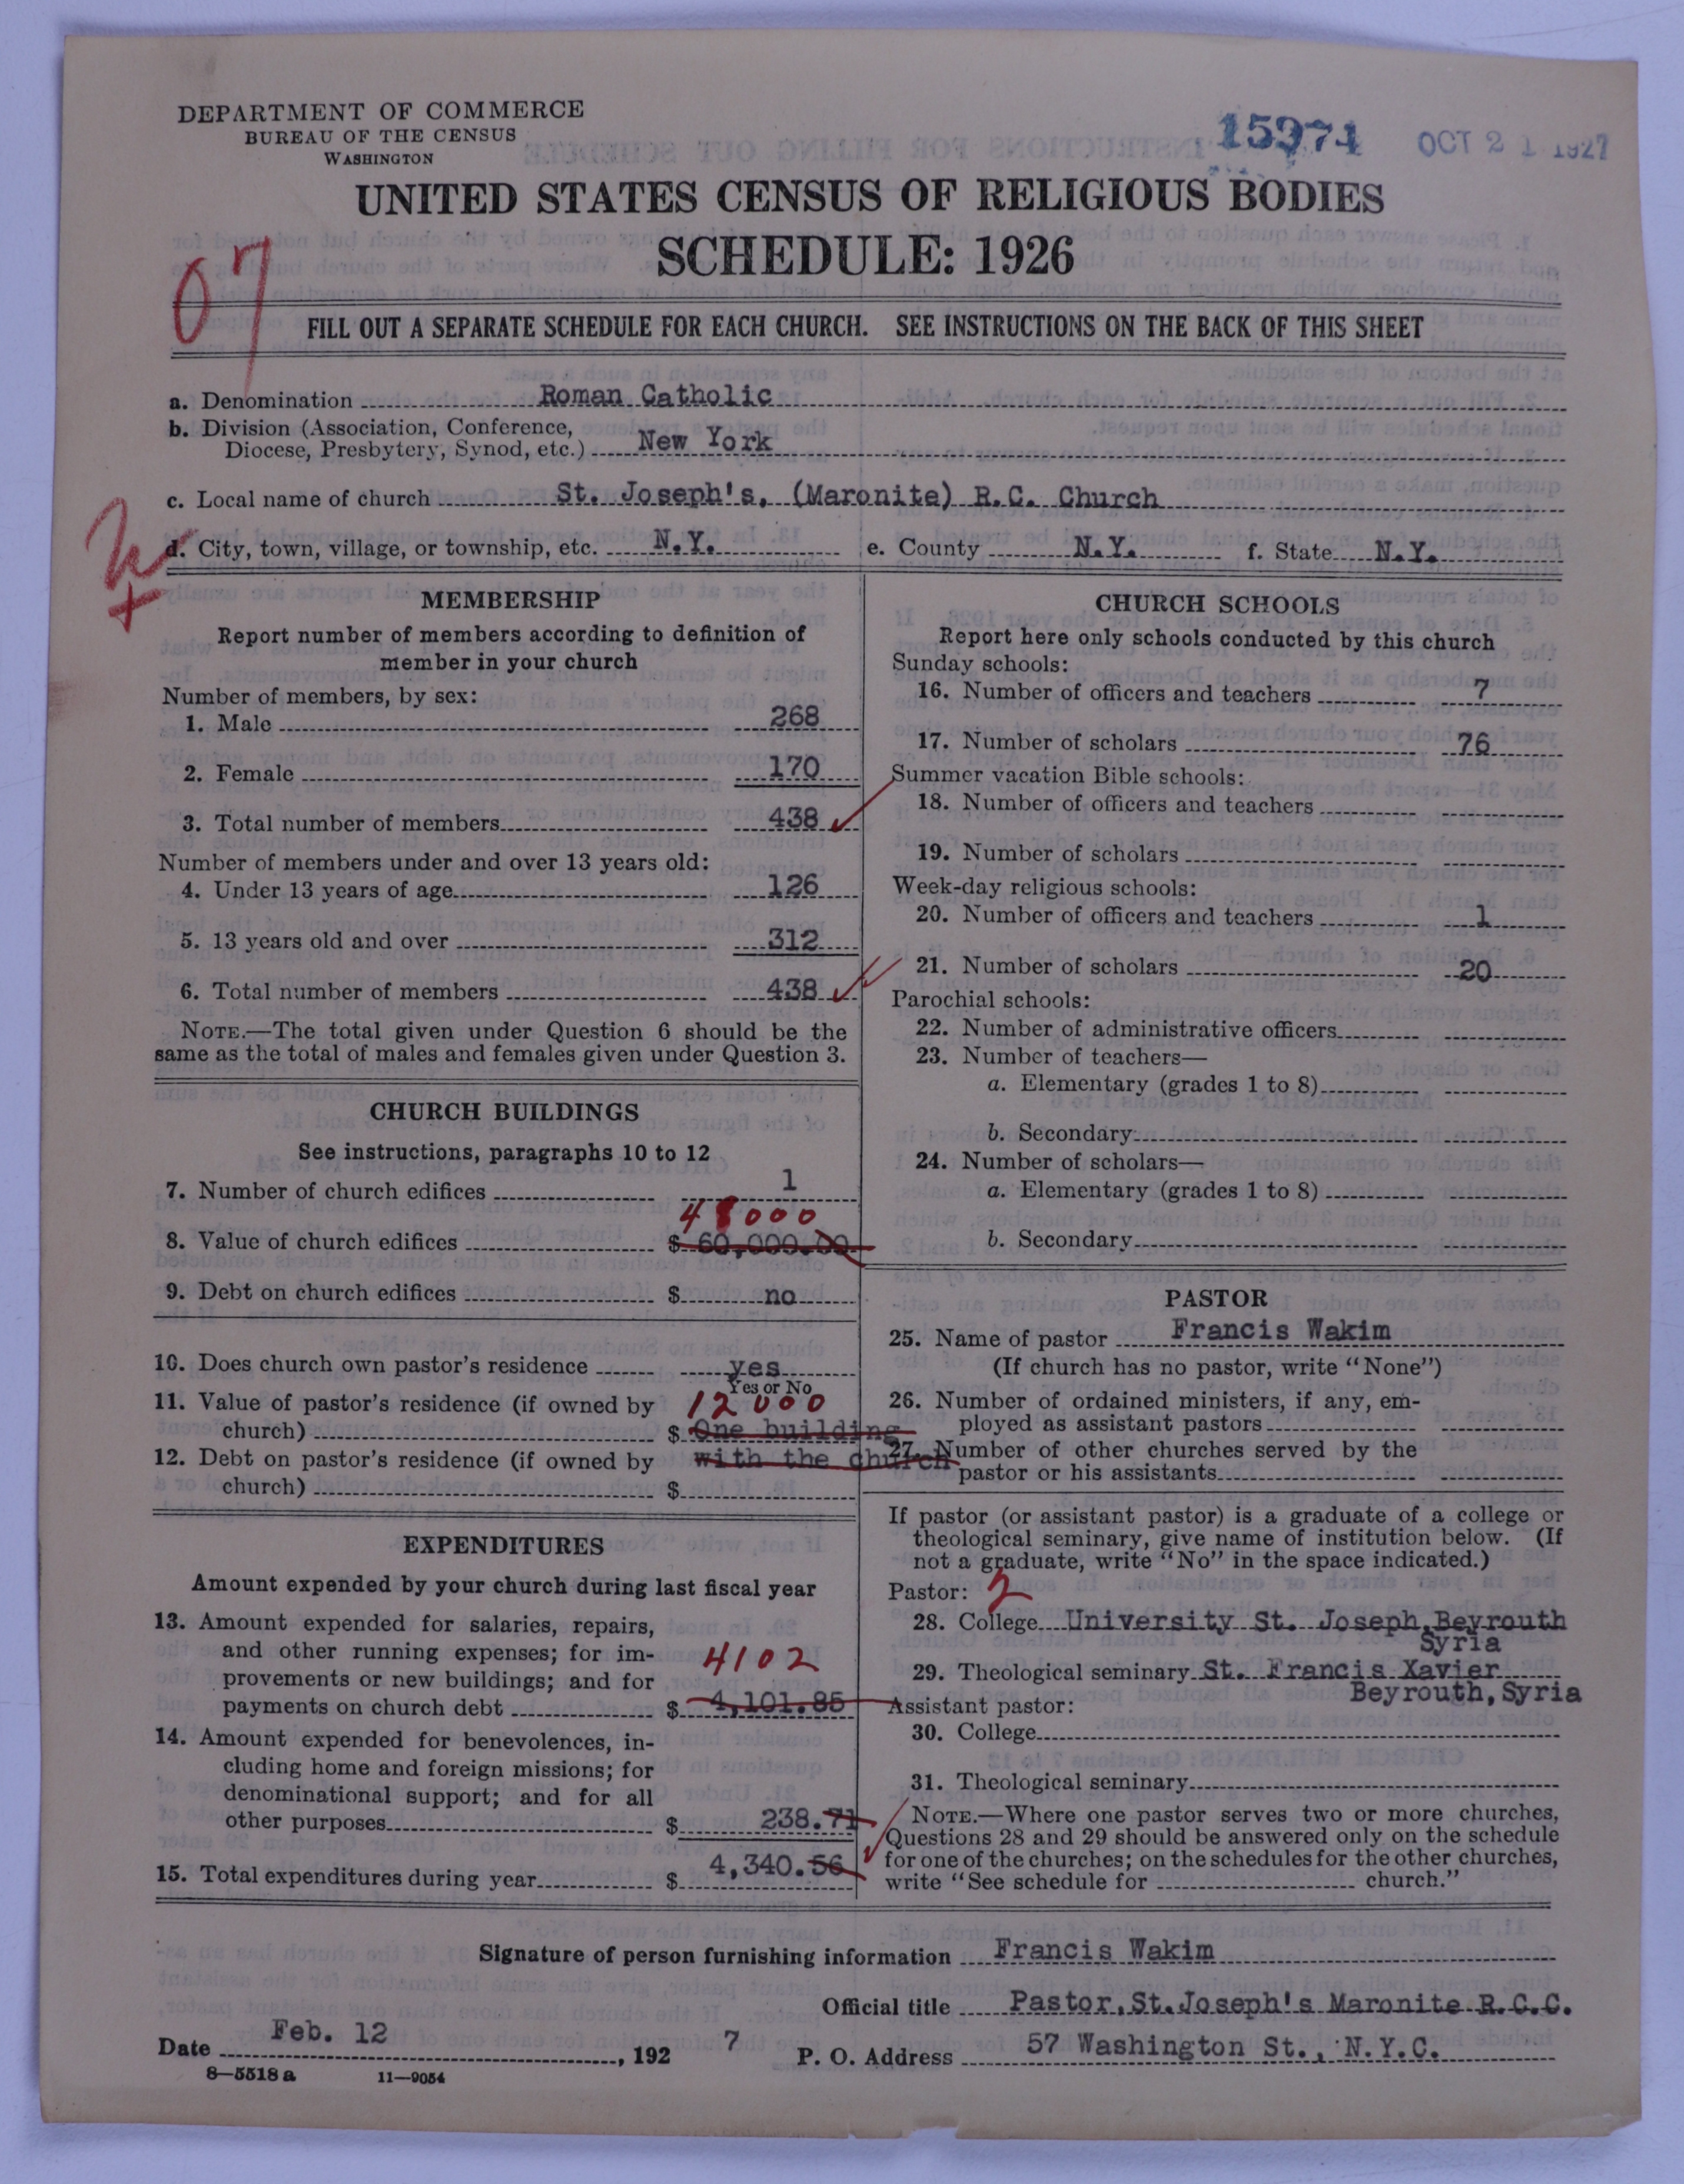 DEPARTMENT OF COMMERCE
BUREAU OF THE CENSUS
WASHINGTON
15974
OCT 21 1927
UNITED STATES CENSUS OF RELIGIOUS BODIES
SCHEDULE: 1926
07
FILL OUT A SEPARATE SCHEDULE FOR EACH CHURCH. SEE INSTRUCTIONS ON THE BACK OF THIS SHEET
a. Denomination Roman Catholic
b. Division (Association, Conference,
Diocese, Presbytery, Synod, etc.) New York
c. Local name of church St. Joseph's, (Maronite) R.C. Church
d. City, town, village, or township, etc. N.Y. e. County N.Y. f. State N.Y.
MEMBERSHIP
Report number of members according to definition of
member in your church
Number of members, by sex:
1. Male 268
2. Female 170
3. Total number of members 438
Number of members under and over 13 years old:
4. Under 13 years of age 126
5. 13 years old and over 312
6. Total number of members 438
NOTE.—The total given under Question 6 should be the
same as the total of males and females given under Question 3.
CHURCH BUILDINGS
See instructions, paragraphs 10 to 12
7. Number of church edifices 1
48000
8. Value of church edifices $ 60,000.00
9. Debt on church edifices $ no
10. Does church own pastor's residence yes
Yes or No
11. Value of pastor's residence (if owned by 12000
church) $ One building
12. Debt on pastor's residence (if owned by with the church
church) $
EXPENDITURES
Amount expended by your church during last fiscal year
13. Amount expended for salaries, repairs,
and other running expenses; for im-
provements or new buildings; and for 4102
payments on church debt $ 4,101.85
14. Amount expended for benevolences, in-
cluding home and foreign missions; for
denominational support; and for all
other purposes $ 238.71
15. Total expenditures during year $ 4,340.56
CHURCH SCHOOLS
Report here only schools conducted by this church
Sunday schools:
16. Number of officers and teachers 7
17. Number of scholars 76
Summer vacation Bible schools:
18. Number of officers and teachers
19. Number of scholars
Week-day religious schools:
20. Number of officers and teachers 1
21. Number of scholars 20
Parochial schools:
22. Number of administrative officers
23. Number of teachers—
a. Elementary (grades 1 to 8)
b. Secondary
24. Number of scholars—
a. Elementary (grades 1 to 8)
b. Secondary
PASTOR
25. Name of pastor Francis Wakim
(If church has no pastor, write "None")
26. Number of ordained ministers, if any, em-
ployed as assistant pastors
27. Number of other churches served by the
pastor or his assistants
If pastor (or assistant pastor) is a graduate of a college or
theological seminary, give name of institution below. (If
not a graduate, write "No" in the space indicated.)
Pastor: 2
28. College University St. Joseph, Beyrouth
Syria
29. Theological seminary St. Francis Xavier
Beyrouth, Syria
Assistant pastor:
30. College
31. Theological seminary
NOTE.—Where one pastor serves two or more churches,
Questions 28 and 29 should be answered only on the schedule
for one of the churches; on the schedules for the other churches,
write "See schedule for church."
Signature of person furnishing information Francis Wakim
Official title Pastor, St. Joseph's Maronite R.C.C.
Date Feb. 12, 192 7 P. O. Address 57 Washington St., N.Y.C.
8—5518 a 11—9054